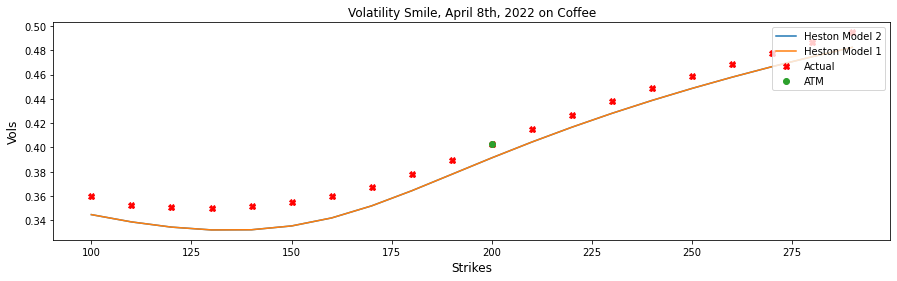 Volatility Smile, April 8th, 2022 on Coffee
Vols
0.50
0.48
0.46
0.44
0.42
0.40
0.38
0.36
0.34
Heston Model 2
Heston Model 1
Actual
ATM
100
125
150
175
200
225
250
275
Strikes